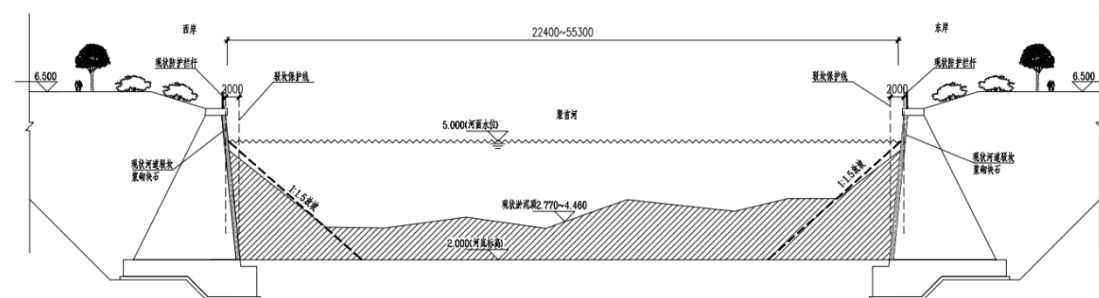 西岸
22400~55300
东岸
现状防护栏杆
驳坎保护线
驳坎保护线
现状防护栏杆
6.500
2000
2000
6.500
5.000(河面水位)
聚首河
现状河道驳坎
浆砌块石
现状河道驳坎
浆砌块石
1:1.5放坡
1:1.5放坡
现状淤泥顶2.770~4.460
2.000(河底标高)